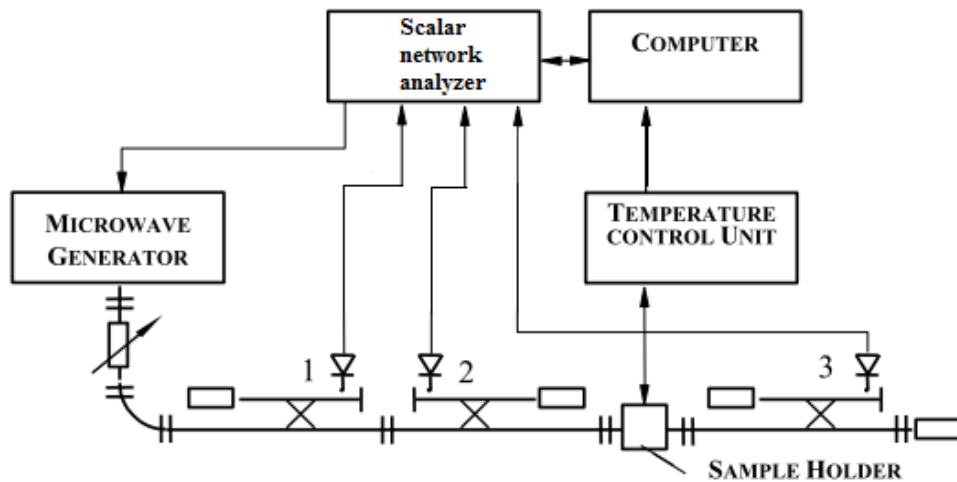 Scalar
network
analyzer
COMPUTER
MICROWAVE
GENERATOR
TEMPERATURE
CONTROL UNIT
1
2
3
SAMPLE HOLDER